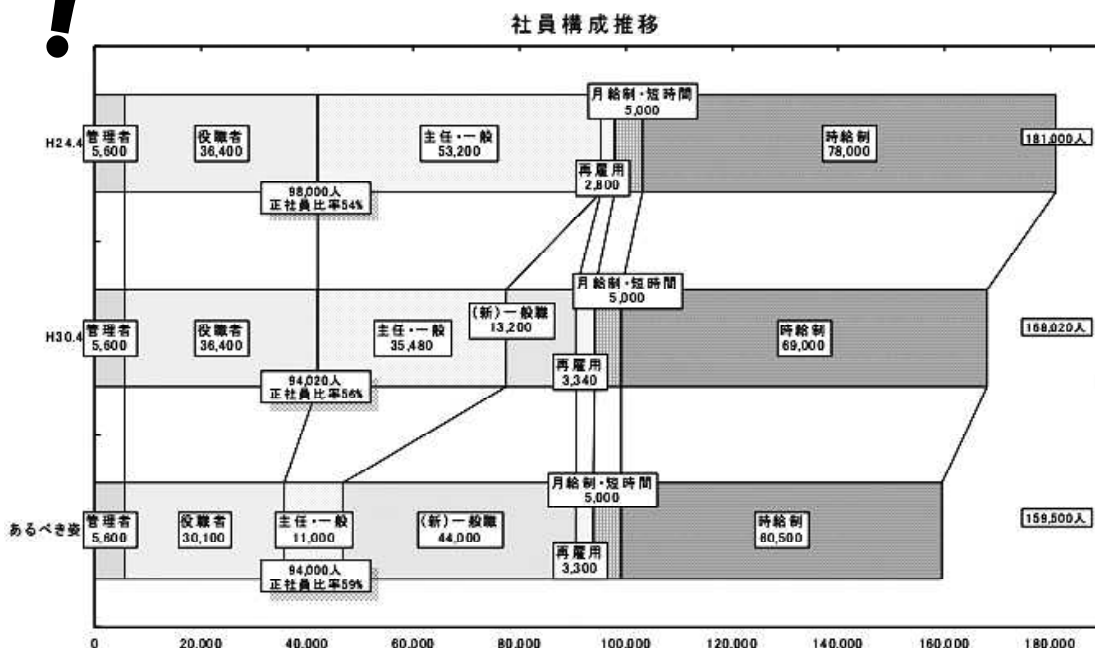 !
社員構成推移
月給制・短時間
5,000
H24.4
管理者
5,600
役職者
36,400
主任・一般
53,200
再雇用
2,800
時給制
78,000
181,000人
98,000人
正社員比率54%
月給制・短時間
5,000
H30.4
管理者
5,600
役職者
36,400
主任・一般
35,480
(新)一般職
13,200
再雇用
3,340
時給制
69,000
168,020人
94,020人
正社員比率56%
月給制・短時間
5,000
あるべき姿
管理者
5,600
役職者
30,100
主任・一般
11,000
(新)一般職
44,000
再雇用
3,300
時給制
60,500
159,500人
94,000人
正社員比率59%
0 20,000 40,000 60,000 80,000 100,000 120,000 140,000 160,000 180,000